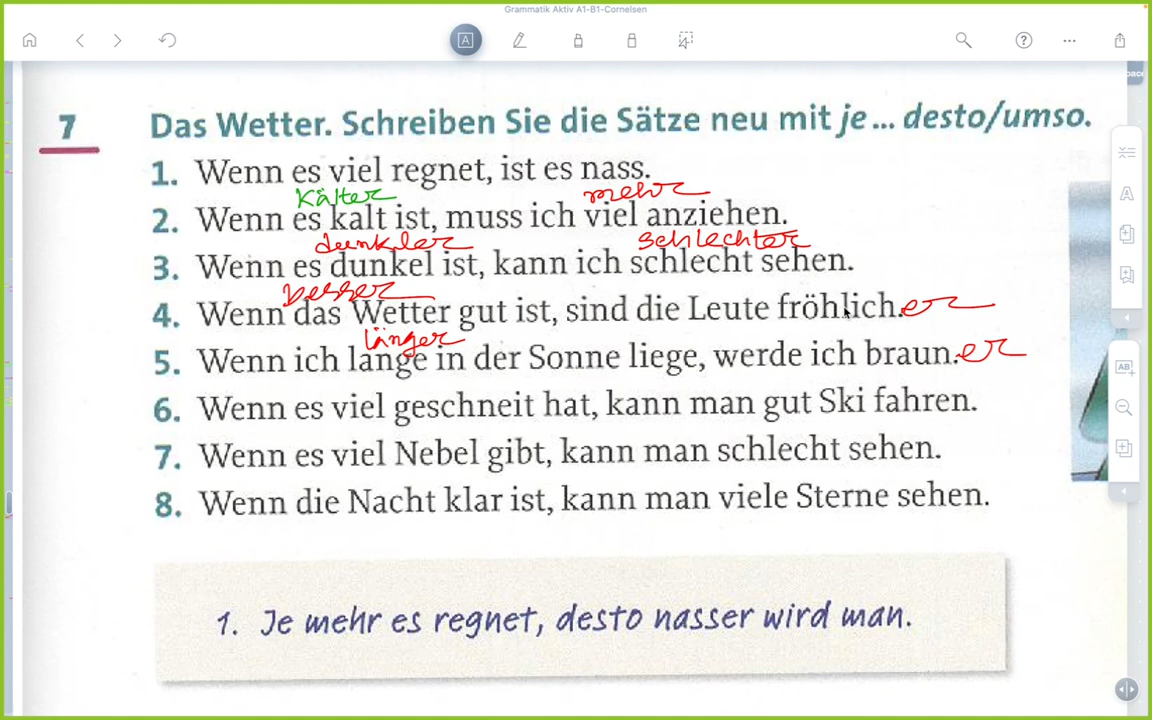 Grammatik Aktiv A1-B1-Cornelsen
7 Das Wetter. Schreiben Sie die Sätze neu mit je ... desto/umso.
1. Wenn es viel regnet, ist es nass.
kälter mehr
2. Wenn es kalt ist, muss ich viel anziehen.
dunkler schlechter
3. Wenn es dunkel ist, kann ich schlecht sehen.
besser
4. Wenn das Wetter gut ist, sind die Leute fröhlich.er
länger
5. Wenn ich lange in der Sonne liege, werde ich braun.er
6. Wenn es viel geschneit hat, kann man gut Ski fahren.
7. Wenn es viel Nebel gibt, kann man schlecht sehen.
8. Wenn die Nacht klar ist, kann man viele Sterne sehen.
1. Je mehr es regnet, desto nasser wird man.